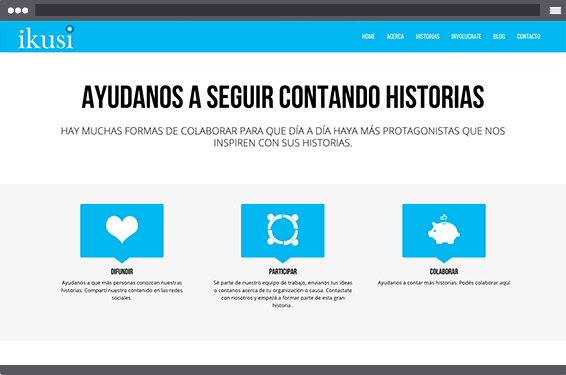 ikusi
HOME ACERCA HISTORIAS INVOLUCRATE BLOG CONTACTO
AYUDANOS A SEGUIR CONTANDO HISTORIAS
HAY MUCHAS FORMAS DE COLABORAR PARA QUE DÍA A DÍA HAYA MÁS PROTAGONISTAS QUE NOS
INSPIREN CON SUS HISTORIAS.
DIFUNDIR
Ayudanos a que más personas conozcan nuestras
historias. Compartí nuestro contenido en las redes
sociales.
PARTICIPAR
Sé parte de nuestro equipo de trabajo, envianos tus ideas
o contanos acerca de tu organización o causa. Contactate
con nosotros y empezá a formar parte de esta gran
historia .
COLABORAR
Ayudanos a contar más historias. Podés colaborar aquí